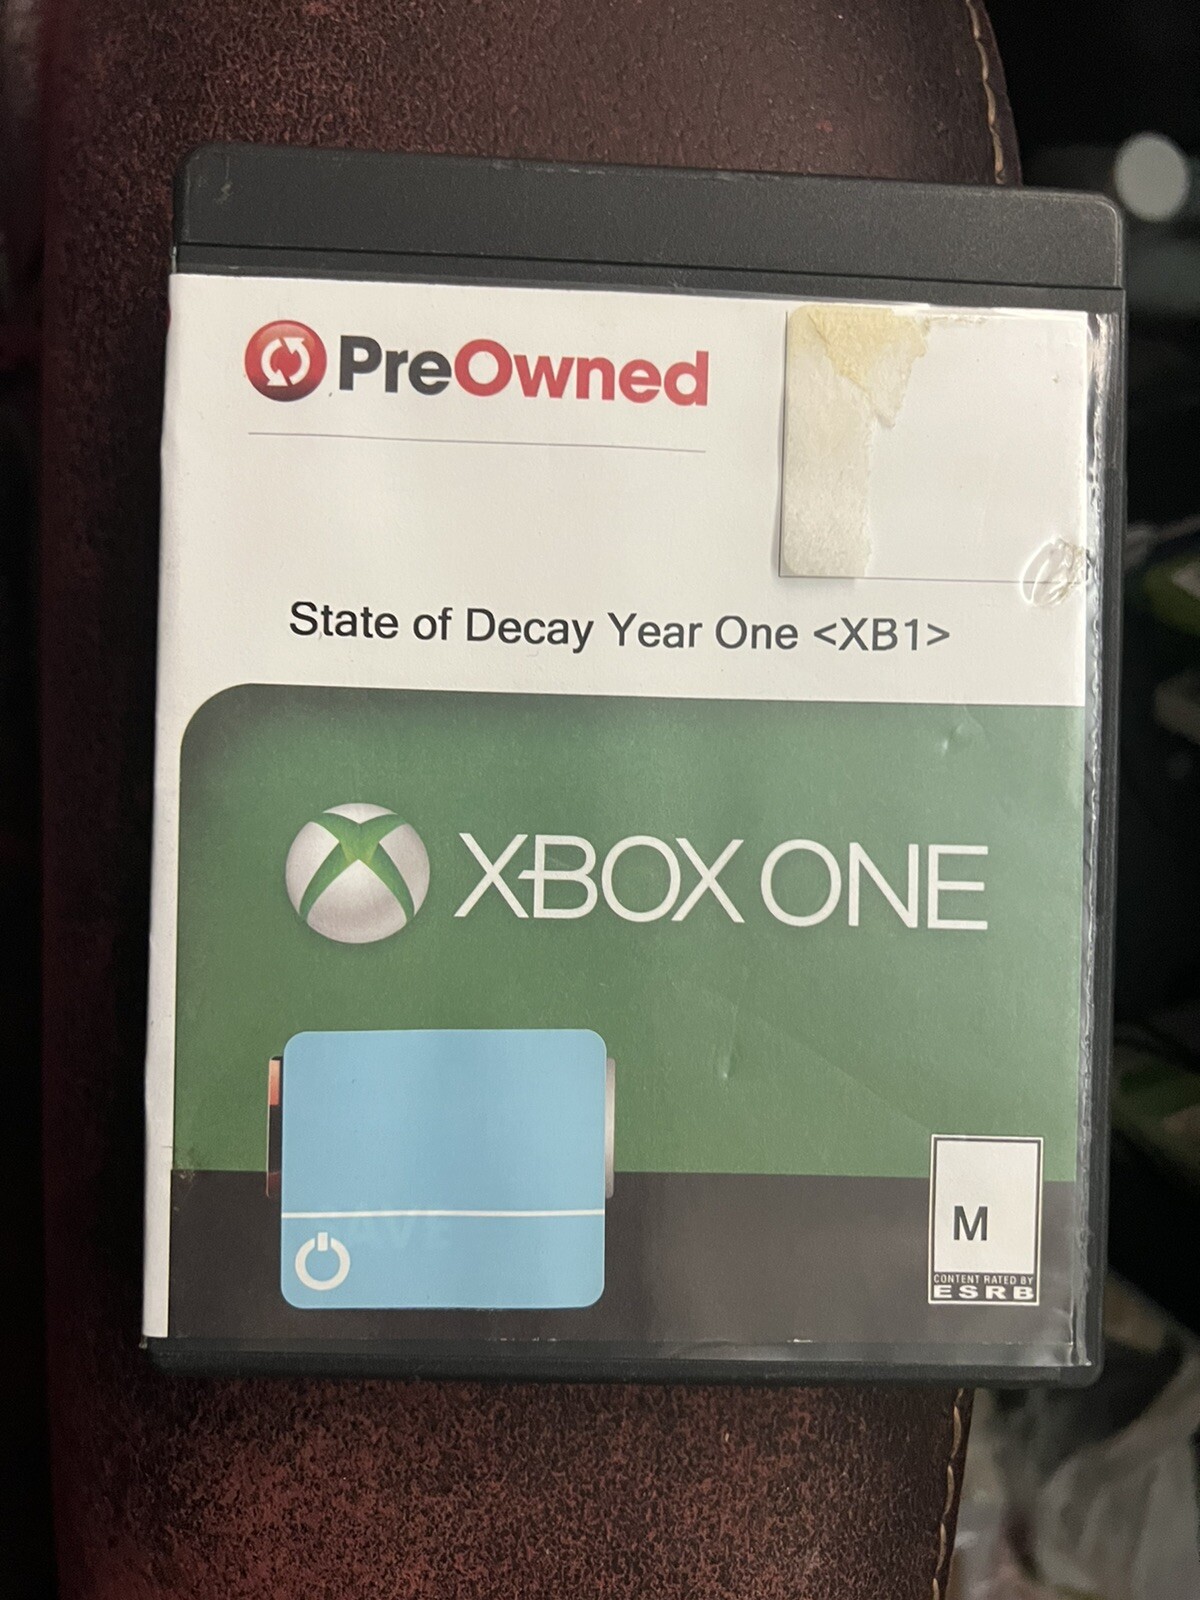 PreOwned
State of Decay Year One <XB1>
XBOX ONE
M
CONTENT RATED BY
ESRB